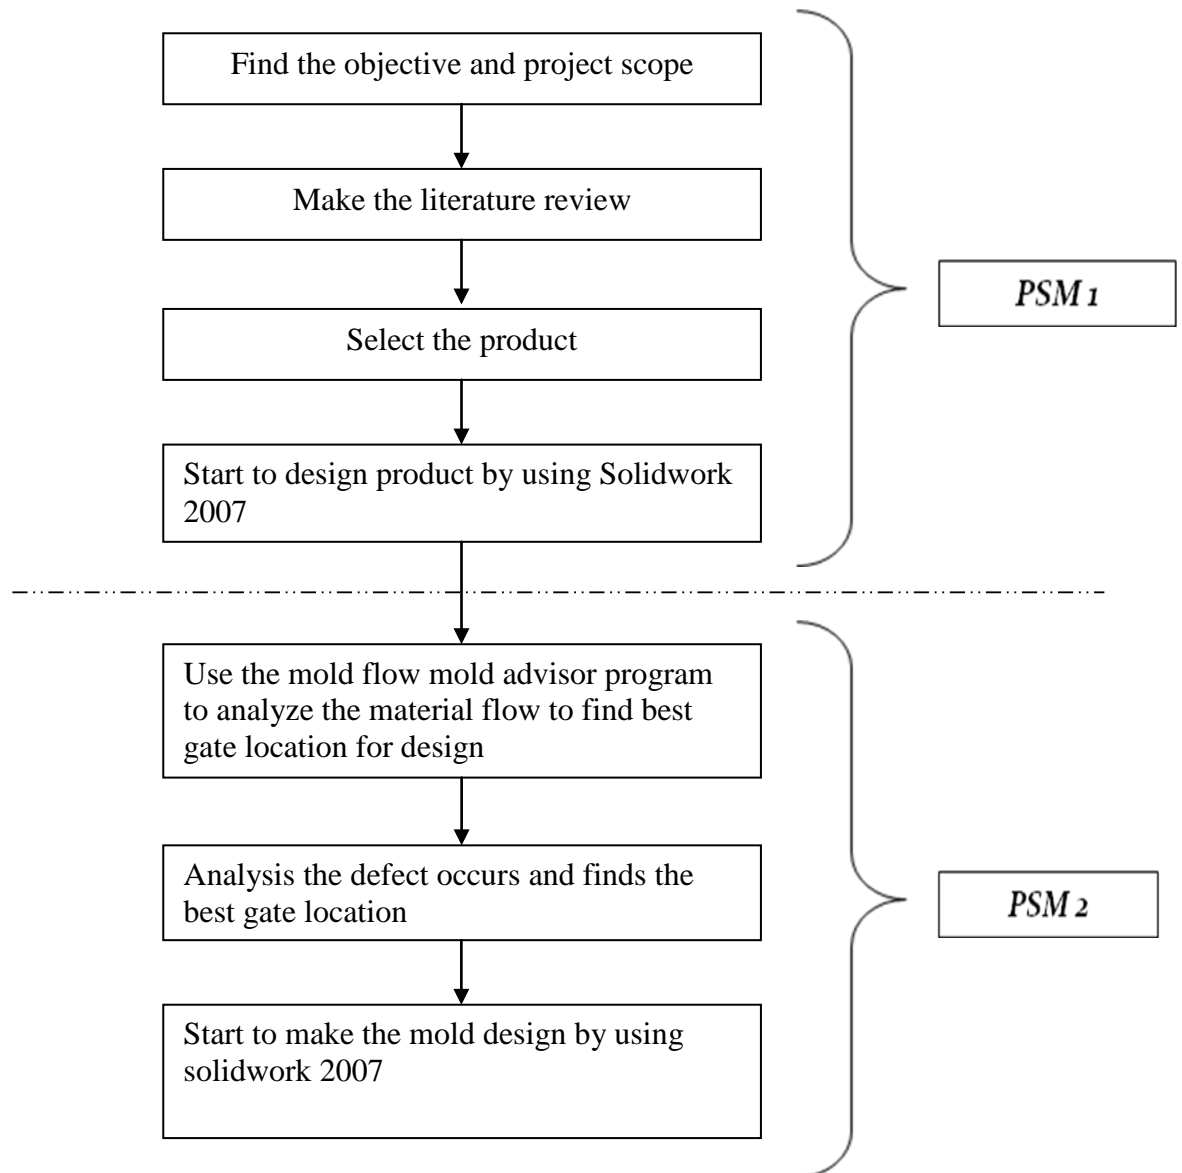 Find the objective and project scope
Make the literature review
Select the product
Start to design product by using Solidwork
2007
PSM 1
Use the mold flow mold advisor program
to analyze the material flow to find best
gate location for design
Analysis the defect occurs and finds the
best gate location
Start to make the mold design by using
solidwork 2007
PSM 2